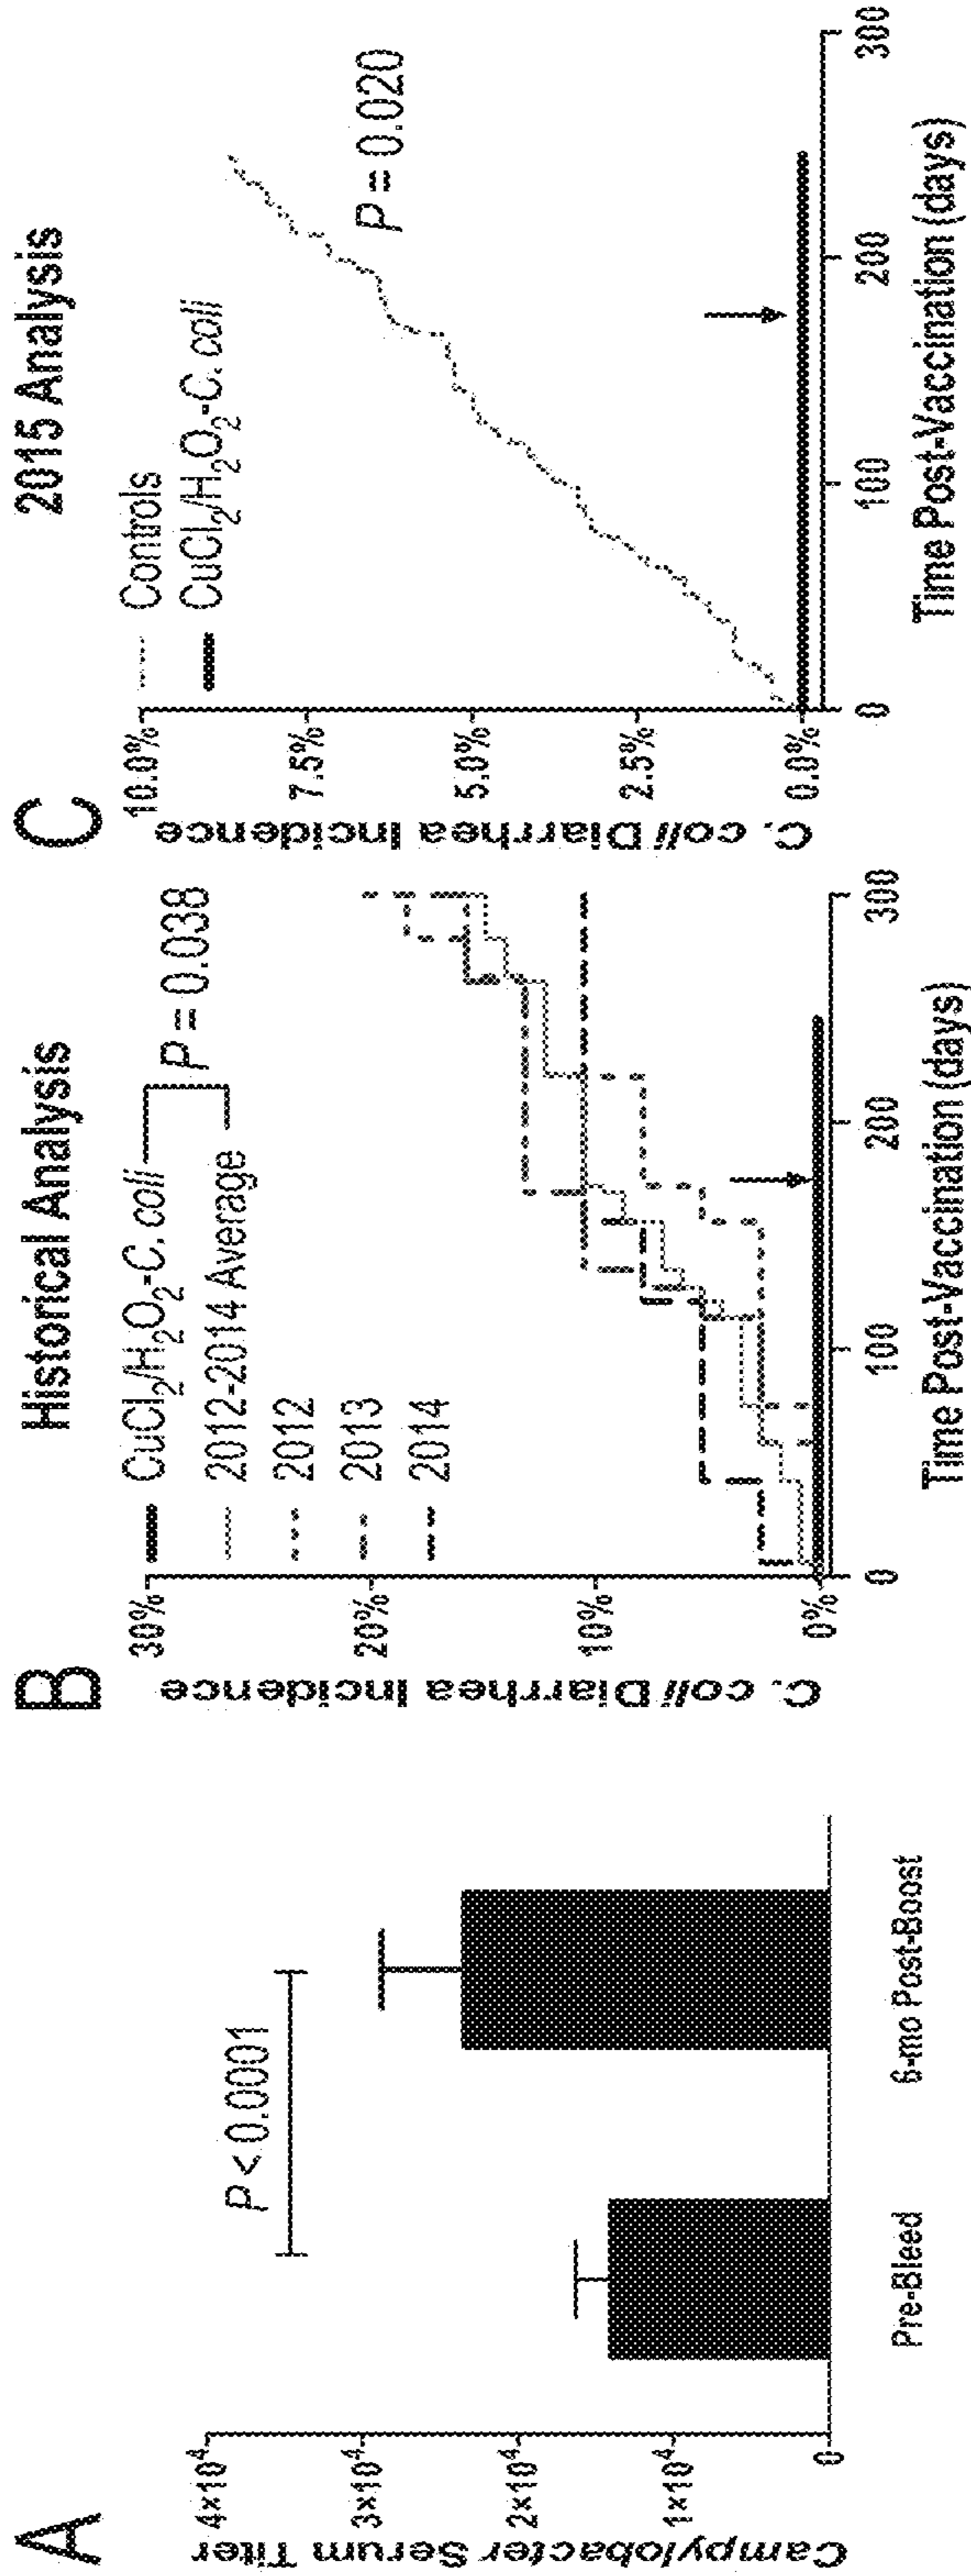 A
Campylobacter Serum Titer
4×10⁴
3×10⁴
2×10⁴
1×10⁴
0
P < 0.0001
Pre-Bleed
6-mo Post-Boost
B
Historical Analysis
C. coli Diarrhea Incidence
30%
20%
10%
0%
CuCl₂/H₂O₂-C. coli
2012-2014 Average
2012
2013
2014
P = 0.038
0
100
200
300
Time Post-Vaccination (days)
C
2015 Analysis
C. coli Diarrhea Incidence
10.0%
7.5%
5.0%
2.5%
0.0%
Controls
CuCl₂/H₂O₂-C. coli
P = 0.020
0
100
200
300
Time Post-Vaccination (days)